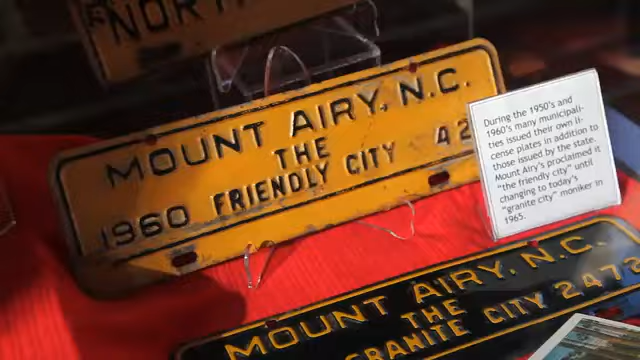 NORT
MOUNT AIRY, N.C.
THE
1960 FRIENDLY CITY 42
During the 1950's and
1960's many municipali-
ties issued their own li-
cense plates in addition to
those issued by the state.
Mount Airy's proclaimed it
"the friendly city" until
changing to today's
"granite city" moniker in
1965.
MOUNT AIRY, N.C.
THE
GRANITE CITY 2473